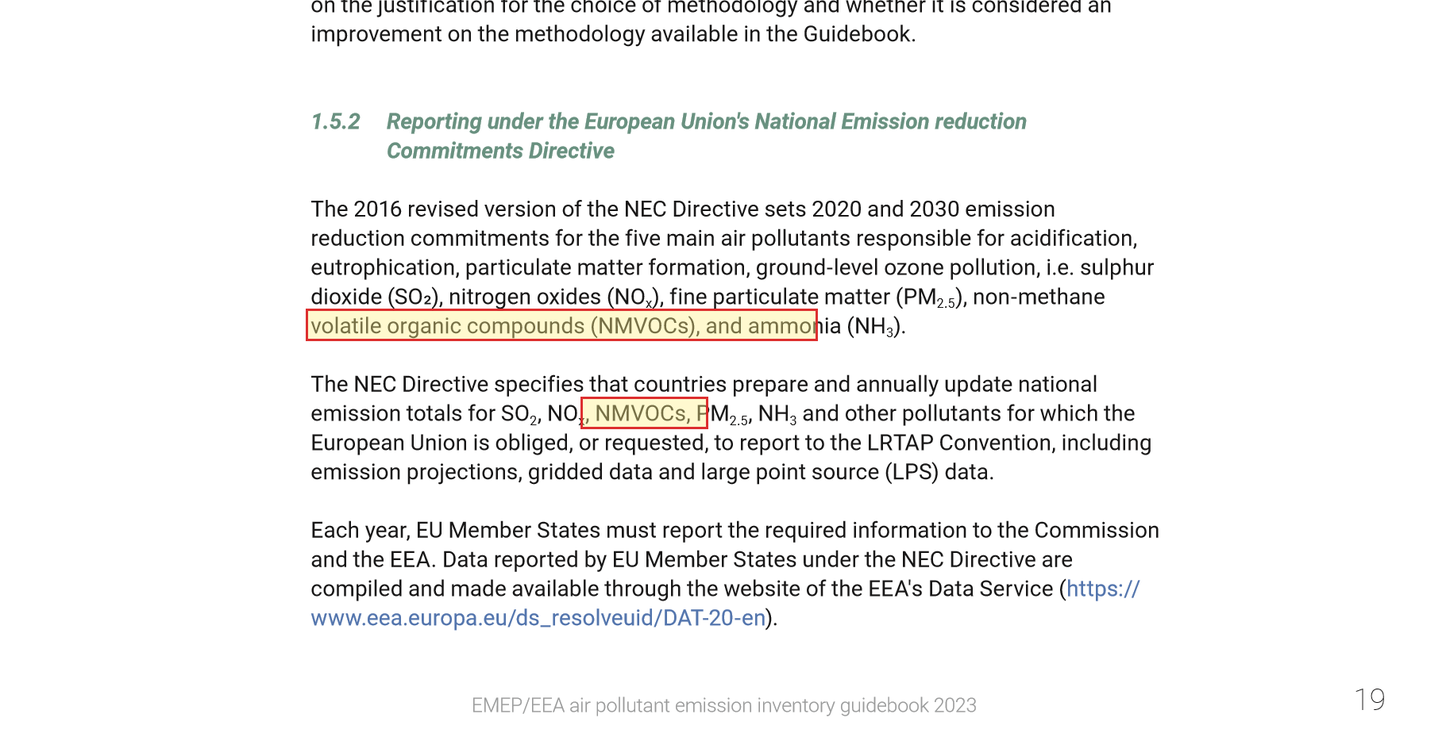 on the justification for the choice of methodology and whether it is considered an
improvement on the methodology available in the Guidebook.
1.5.2 Reporting under the European Union's National Emission reduction
Commitments Directive
The 2016 revised version of the NEC Directive sets 2020 and 2030 emission
reduction commitments for the five main air pollutants responsible for acidification,
eutrophication, particulate matter formation, ground-level ozone pollution, i.e. sulphur
dioxide (SO₂), nitrogen oxides (NOₓ), fine particulate matter (PM₂.₅), non-methane
volatile organic compounds (NMVOCs), and ammonia (NH₃).
The NEC Directive specifies that countries prepare and annually update national
emission totals for SO₂, NOₓ, NMVOCs, PM₂.₅, NH₃ and other pollutants for which the
European Union is obliged, or requested, to report to the LRTAP Convention, including
emission projections, gridded data and large point source (LPS) data.
Each year, EU Member States must report the required information to the Commission
and the EEA. Data reported by EU Member States under the NEC Directive are
compiled and made available through the website of the EEA's Data Service (https://
www.eea.europa.eu/ds_resolveuid/DAT-20-en).
EMEP/EEA air pollutant emission inventory guidebook 2023
19